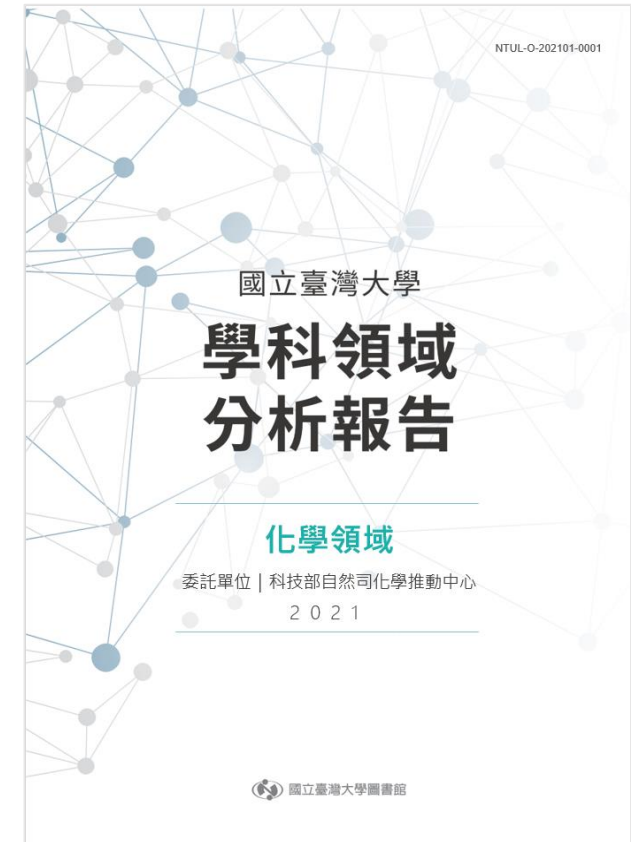 NTUL-O-202101-0001
國立臺灣大學
學科領域
分析報告
化學領域
委託單位 | 科技部自然司化學推動中心
2021
國立臺灣大學圖書館